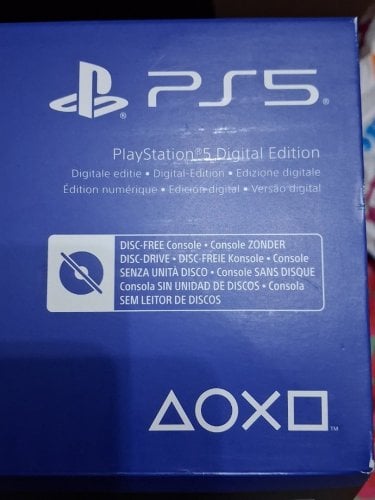 PS5®
PlayStation®5 Digital Edition
Digitale editie • Digital-Edition • Edizione digitale
Édition numérique • Edición digital • Versão digital
DISC-FREE Console • Console ZONDER
DISC-DRIVE • DISC-FREIE Konsole • Console
SENZA UNITÀ DISCO • Console SANS DISQUE
Consola SIN UNIDAD DE DISCOS • Consola
SEM LEITOR DE DISCOS
™